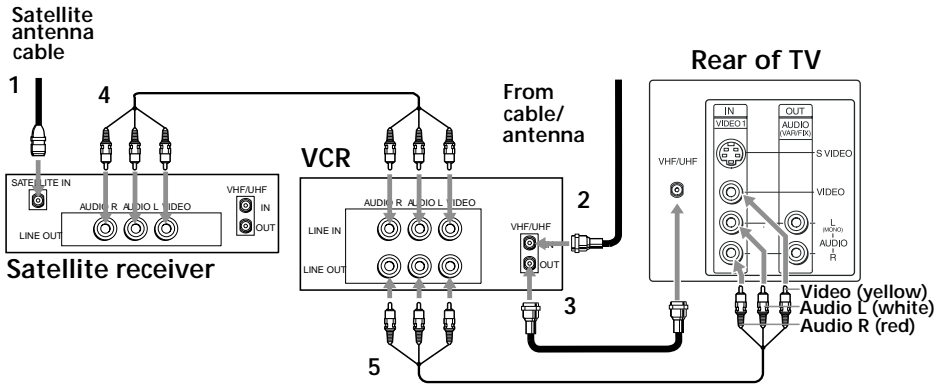 Satellite
antenna
cable
1
4
SATELLITE IN
AUDIO R AUDIO L VIDEO
VHF/UHF
IN
OUT
LINE OUT
Satellite receiver
VCR
AUDIO R AUDIO L VIDEO
LINE IN
LINE OUT
VHF/UHF
IN
OUT
From
cable/
antenna
2
3
5
Rear of TV
VHF/UHF
IN
VIDEO 1
OUT
AUDIO
(VAR/FIX)
S VIDEO
VIDEO
L
(MONO)
AUDIO
R
Video (yellow)
Audio L (white)
Audio R (red)